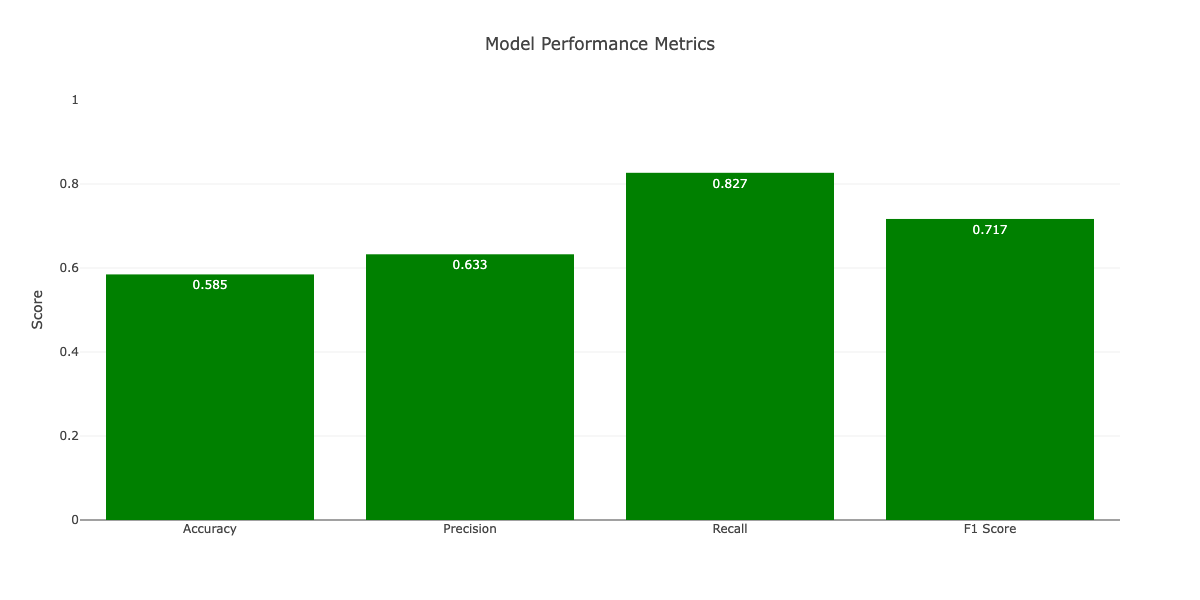 Model Performance Metrics
1
0.8
0.6
0.4
0.2
0
Score
0.585
0.633
0.827
0.717
Accuracy
Precision
Recall
F1 Score